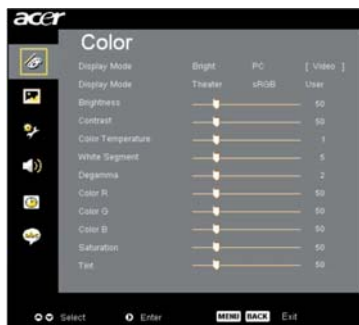 acer
Color
Display Mode Bright PC [ Video ]
Display Mode Theater sRGB User
Brightness 50
Contrast 50
Color Temperature 1
White Segment 5
Degamma 2
Color R 50
Color G 50
Color B 50
Saturation 50
Tint 50
Select Enter MENU BACK Exit